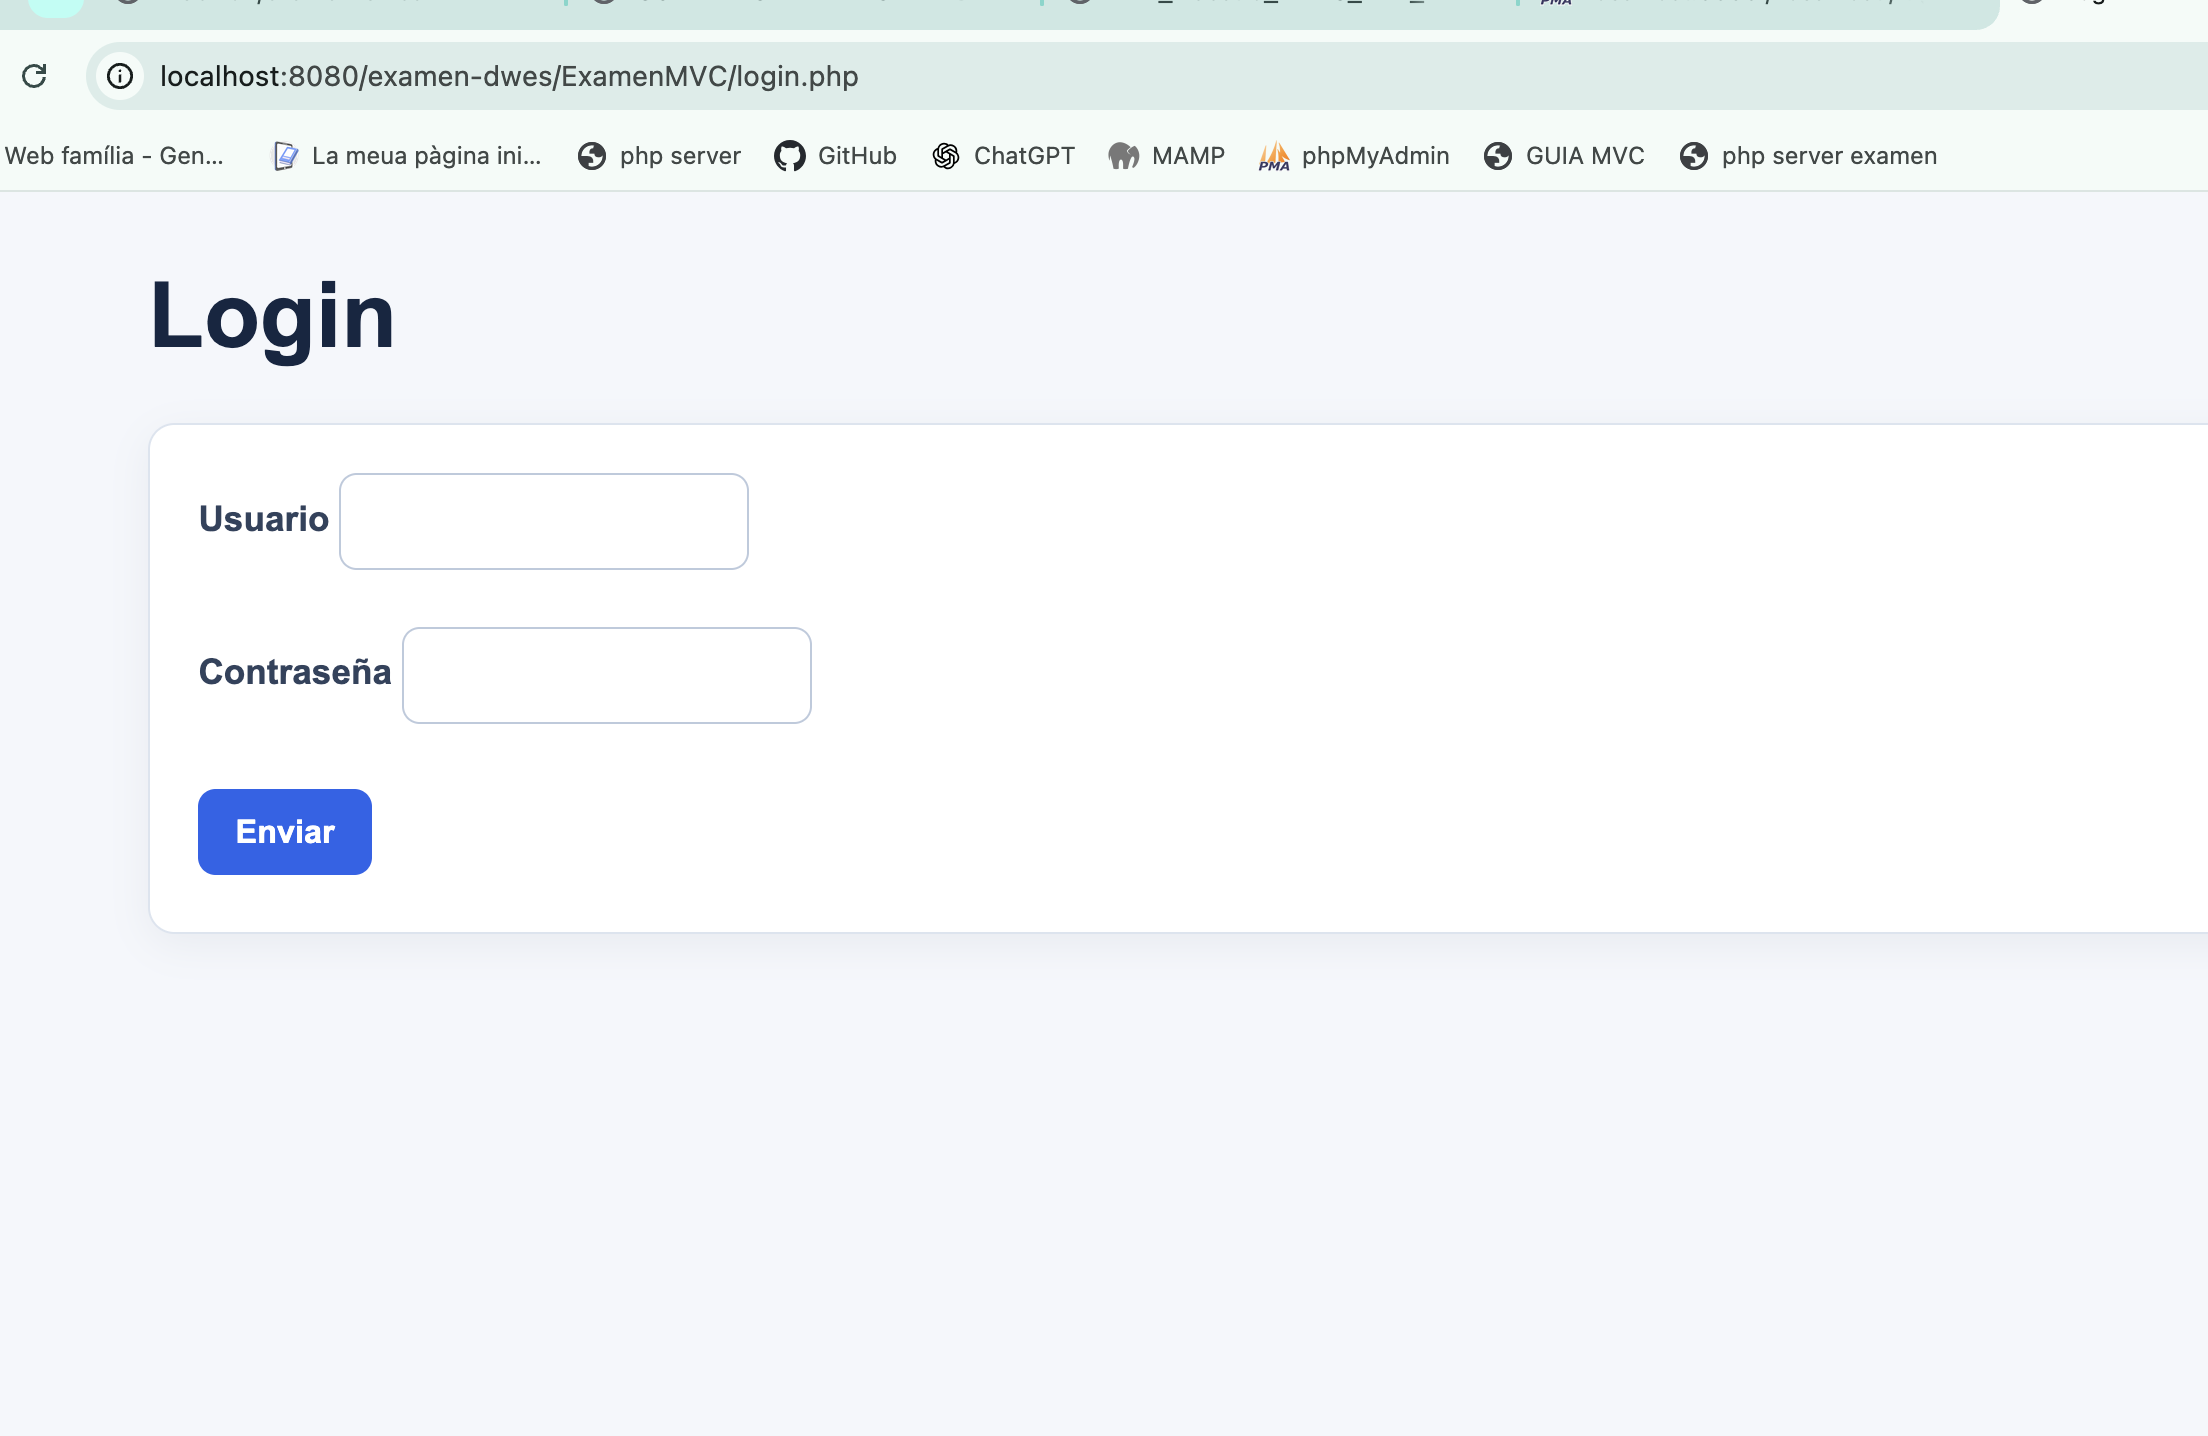 localhost:8080/examen-dwes/ExamenMVC/login.php
Web família - Gen... La meua pàgina ini... php server GitHub ChatGPT MAMP PMA phpMyAdmin GUIA MVC php server examen
Login
Usuario
Contraseña
Enviar